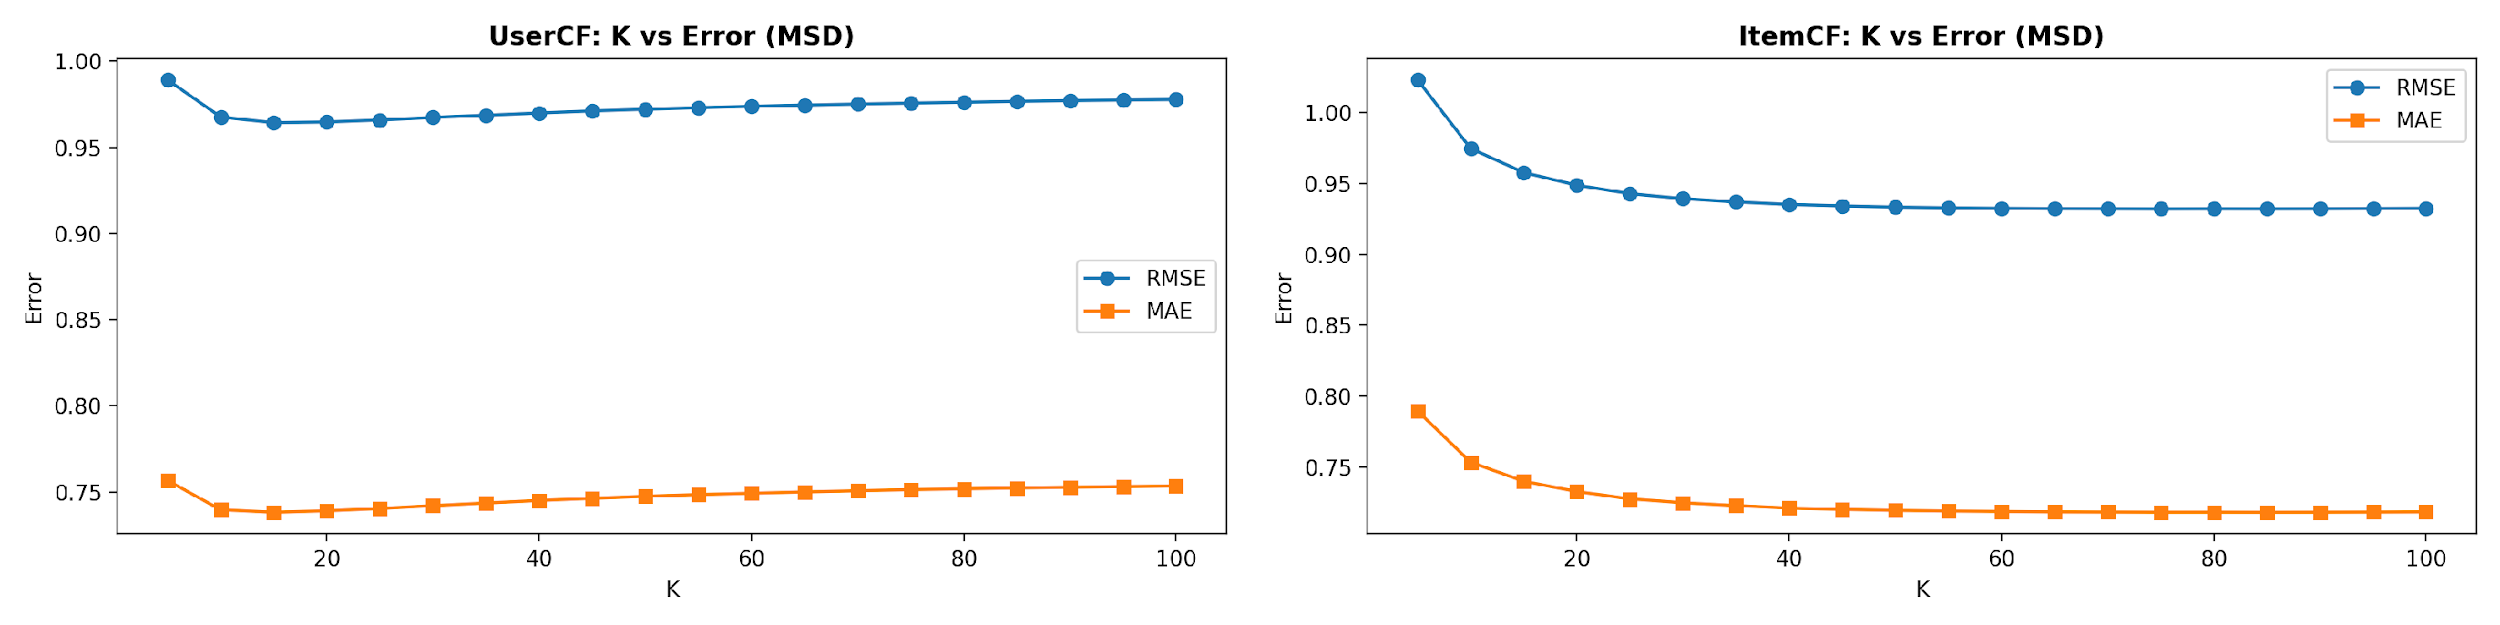 UserCF: K vs Error (MSD)
1.00
0.95
0.90
0.85
0.80
0.75
Error
RMSE
MAE
20 40 60 80 100
K
ItemCF: K vs Error (MSD)
1.00
0.95
0.90
0.85
0.80
0.75
Error
RMSE
MAE
20 40 60 80 100
K